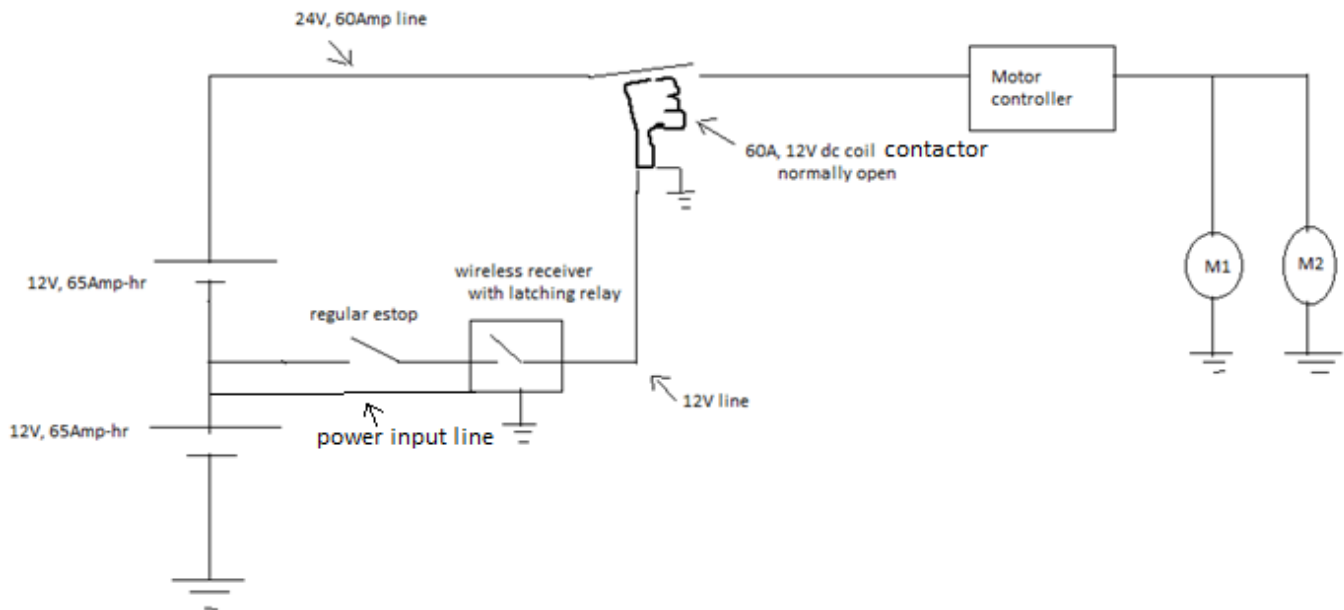 24V, 60Amp line
Motor
controller
60A, 12V dc coil contactor
normally open
12V, 65Amp-hr
wireless receiver
with latching relay
M1
M2
regular estop
12V line
12V, 65Amp-hr
power input line